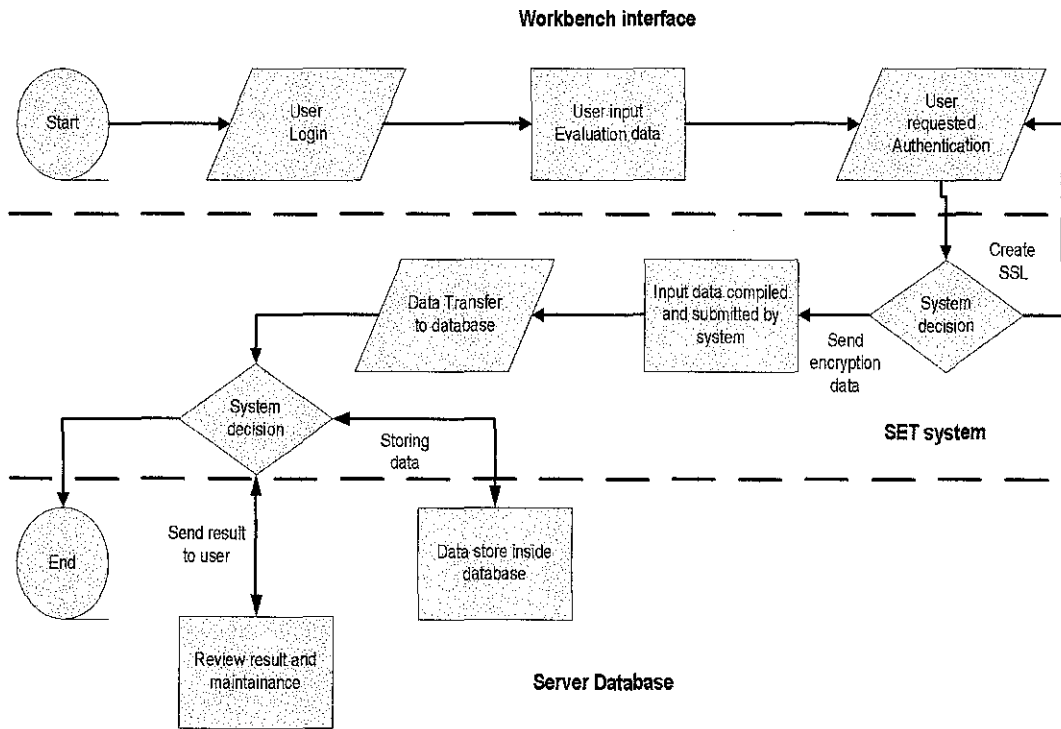 Workbench interface
Start
User
Login
User input
Evaluation data
User
requested
Authentication
Create
SSL
Data Transfer
to database
Input data compiled
and submitted by
system
System
decision
Send
encryption
data
System
decision
Storing
data
SET system
Send result
to user
End
Data store inside
database
Review result and
maintainance
Server Database